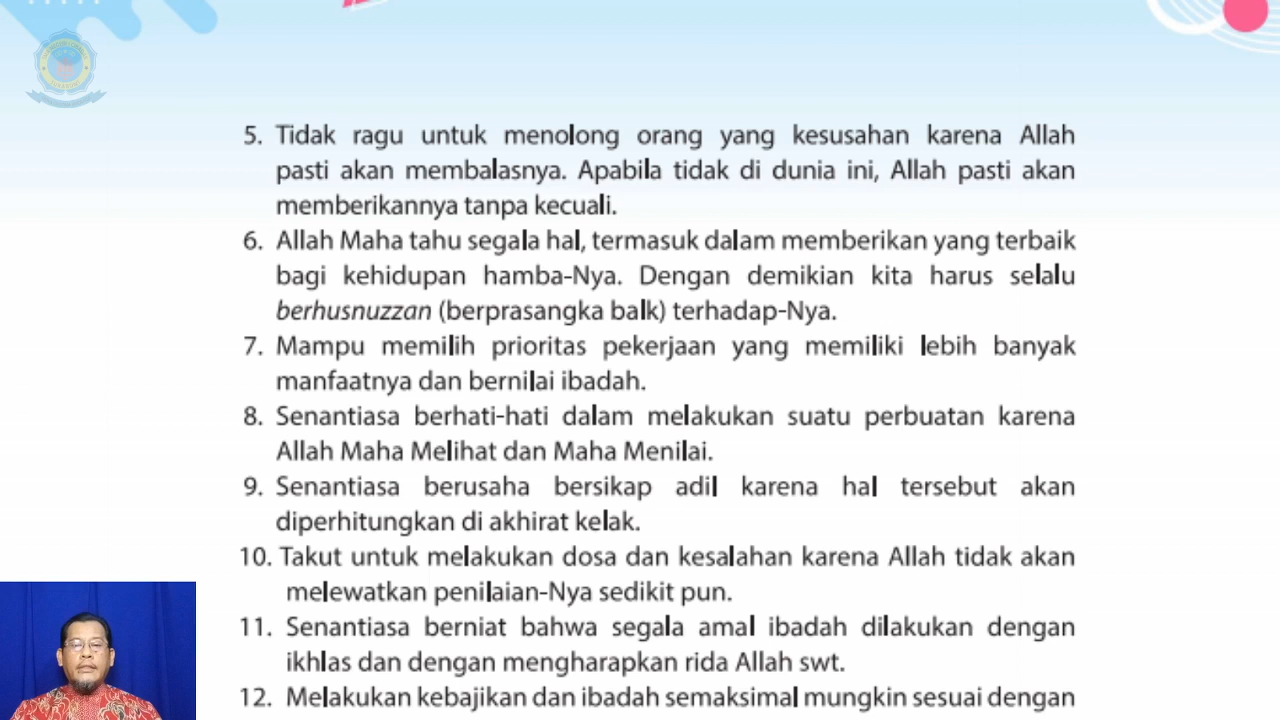 5. Tidak ragu untuk menolong orang yang kesusahan karena Allah
pasti akan membalasnya. Apabila tidak di dunia ini, Allah pasti akan
memberikannya tanpa kecuali.
6. Allah Maha tahu segala hal, termasuk dalam memberikan yang terbaik
bagi kehidupan hamba-Nya. Dengan demikian kita harus selalu
berhusnuzzan (berprasangka balk) terhadap-Nya.
7. Mampu memilih prioritas pekerjaan yang memiliki lebih banyak
manfaatnya dan bernilai ibadah.
8. Senantiasa berhati-hati dalam melakukan suatu perbuatan karena
Allah Maha Melihat dan Maha Menilai.
9. Senantiasa berusaha bersikap adil karena hal tersebut akan
diperhitungkan di akhirat kelak.
10. Takut untuk melakukan dosa dan kesalahan karena Allah tidak akan
melewatkan penilaian-Nya sedikit pun.
11. Senantiasa berniat bahwa segala amal ibadah dilakukan dengan
ikhlas dan dengan mengharapkan rida Allah swt.
12. Melakukan kebajikan dan ibadah semaksimal mungkin sesuai dengan